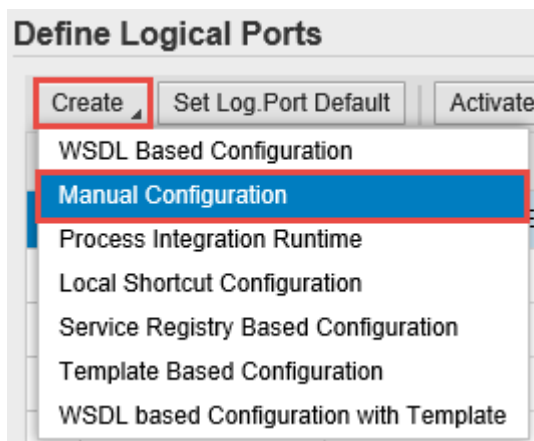 Define Logical Ports
Create Set Log.Port Default Activate
WSDL Based Configuration
Manual Configuration
Process Integration Runtime
Local Shortcut Configuration
Service Registry Based Configuration
Template Based Configuration
WSDL based Configuration with Template